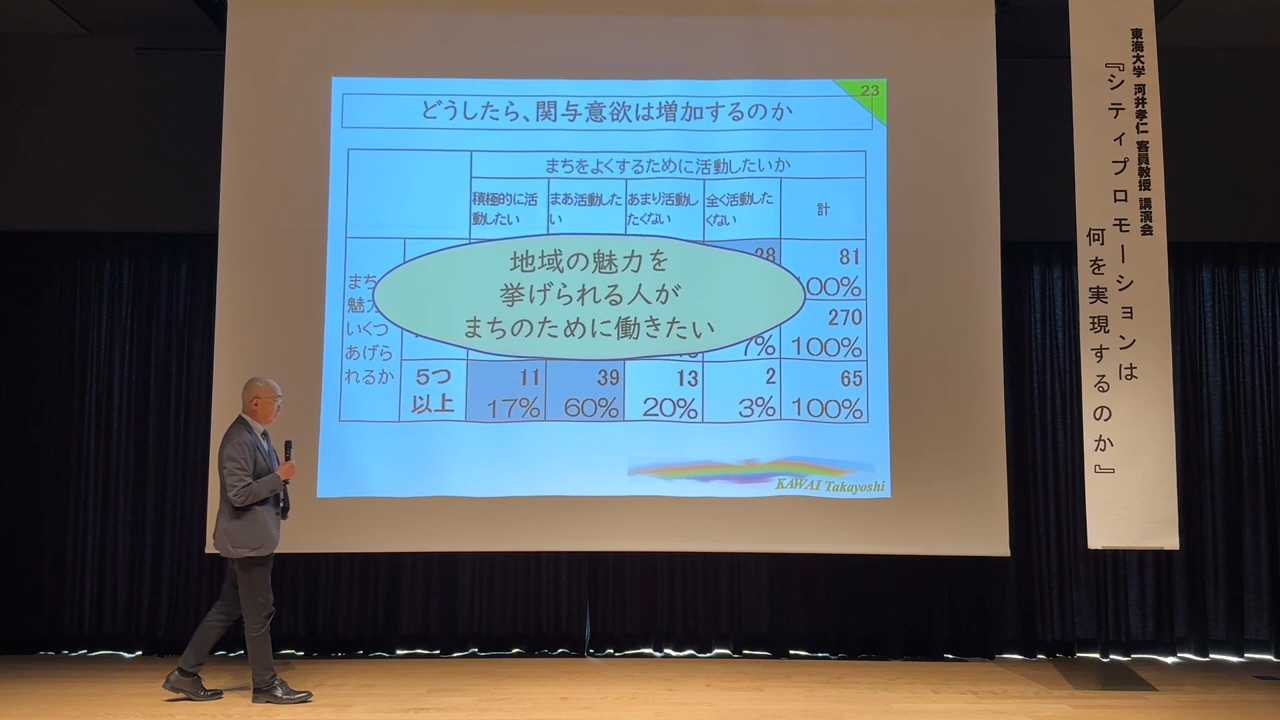 23
どうしたら、関与意欲は増加するのか
まちをよくするために活動したいか
積極的に活
動したい
まあ活動した
い
あまり活動し
たくない
全く活動した
くない
計
まち
魅力
いくつ
あげら
れるか
28
81
00%
270
7%
100%
地域の魅力を
挙げられる人が
まちのために働きたい
5つ
以上
11
39
13
2
65
17%
60%
20%
3%
100%
KAWAI Takayoshi
東海大学 河井孝仁 客員教授 講演会
『シティプロモーションは
何を実現するのか』